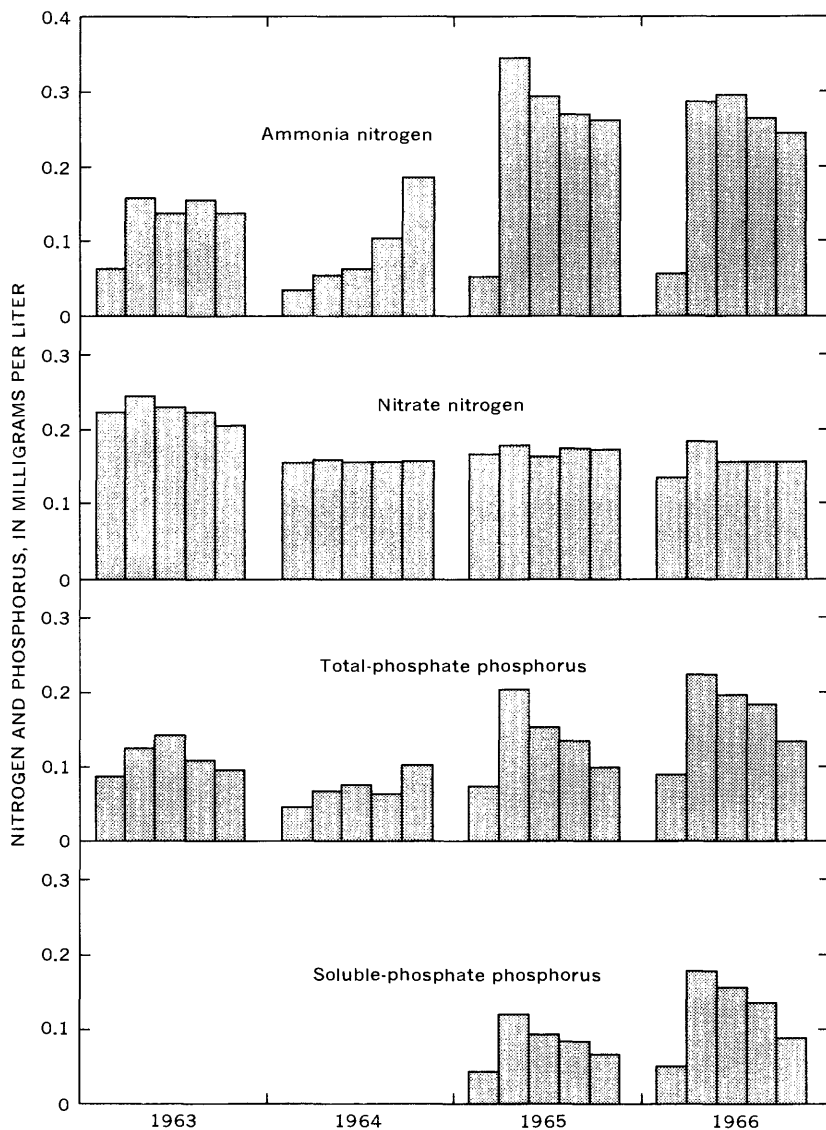 NITROGEN AND PHOSPHORUS, IN MILLIGRAMS PER LITER
0.4
0.3
0.2
0.1
0
Ammonia nitrogen
0.3
0.2
0.1
0
Nitrate nitrogen
0.3
0.2
0.1
0
Total-phosphate phosphorus
0.3
0.2
0.1
0
Soluble-phosphate phosphorus
1963 1964 1965 1966